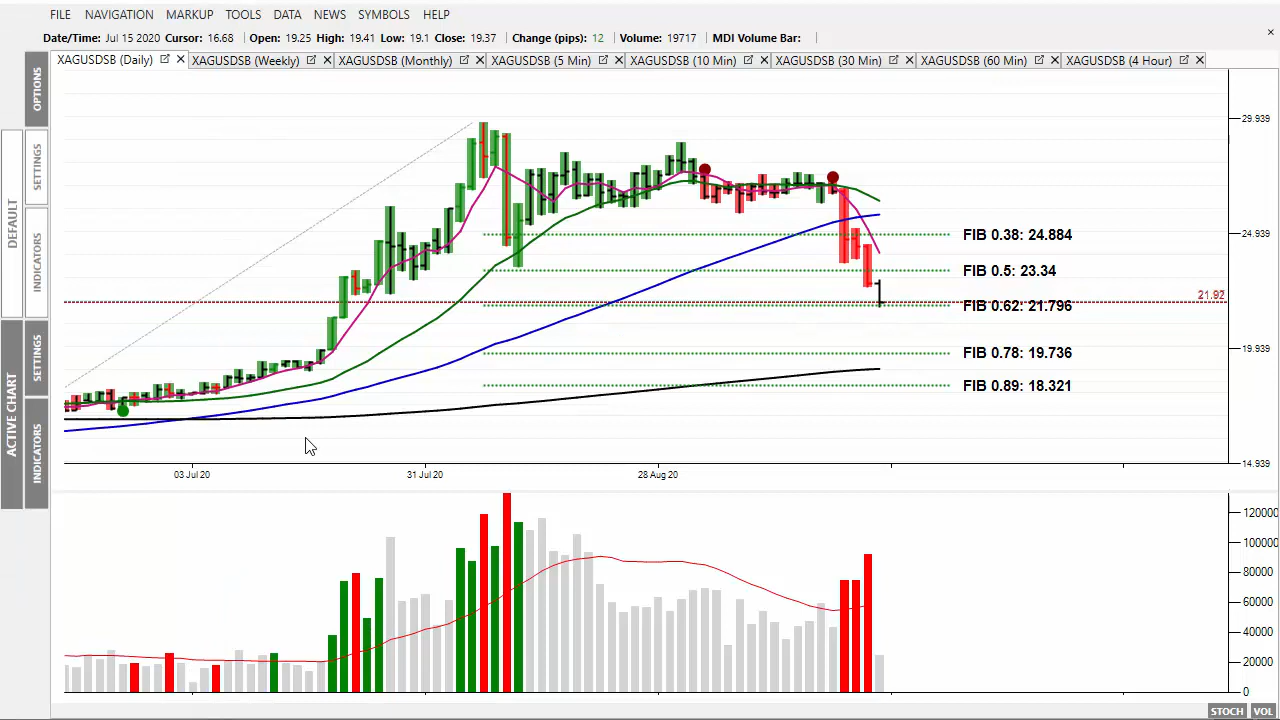 FILE NAVIGATION MARKUP TOOLS DATA NEWS SYMBOLS HELP
Date/Time: Jul 15 2020 Cursor: 16.68 Open: 19.25 High: 19.41 Low: 19.1 Close: 19.37 Change (pips): 12 Volume: 19717 MDI Volume Bar:
XAGUSDSB (Daily) XAGUSDSB (Weekly) XAGUSDSB (Monthly) XAGUSDSB (5 Min) XAGUSDSB (10 Min) XAGUSDSB (30 Min) XAGUSDSB (60 Min) XAGUSDSB (4 Hour)
OPTIONS
DEFAULT
SETTINGS
INDICATORS
ACTIVE CHART
SETTINGS
INDICATORS
29.939
24.939
21.92
19.939
14.939
FIB 0.38: 24.884
FIB 0.5: 23.34
FIB 0.62: 21.796
FIB 0.78: 19.736
FIB 0.89: 18.321
03 Jul 20 31 Jul 20 28 Aug 20
120000
100000
80000
60000
40000
20000
0
STOCH VOL